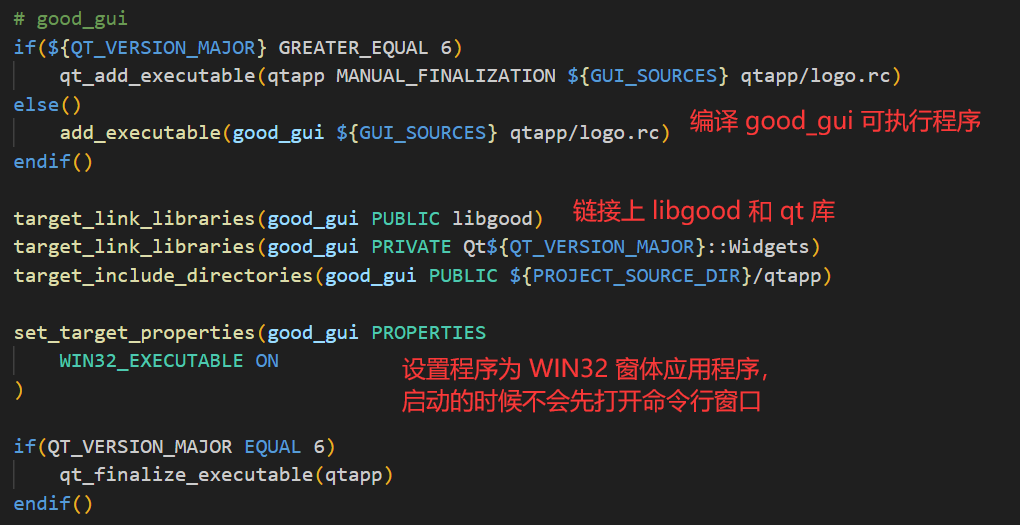 # good_gui
if(${QT_VERSION_MAJOR} GREATER_EQUAL 6)
    qt_add_executable(qtapp MANUAL_FINALIZATION ${GUI_SOURCES} qtapp/logo.rc)
else()
    add_executable(good_gui ${GUI_SOURCES} qtapp/logo.rc)
编译 good_gui 可执行程序
endif()
target_link_libraries(good_gui PUBLIC libgood)
链接上 libgood 和 qt 库
target_link_libraries(good_gui PRIVATE Qt${QT_VERSION_MAJOR}::Widgets)
target_include_directories(good_gui PUBLIC ${PROJECT_SOURCE_DIR}/qtapp)
set_target_properties(good_gui PROPERTIES
    WIN32_EXECUTABLE ON
)
设置程序为 WIN32 窗体应用程序，
启动的时候不会先打开命令行窗口
if(QT_VERSION_MAJOR EQUAL 6)
    qt_finalize_executable(qtapp)
endif()